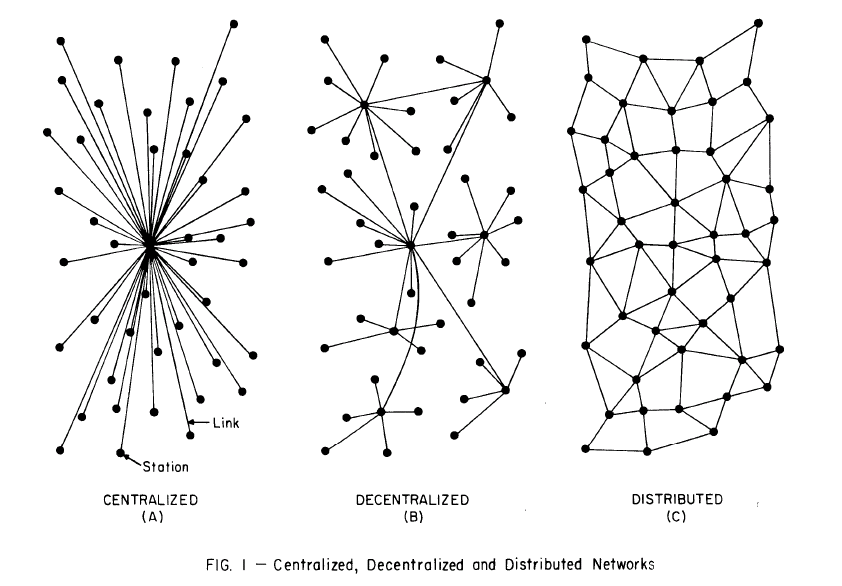 Link
Station
CENTRALIZED
(A)
DECENTRALIZED
(B)
DISTRIBUTED
(C)
FIG. I — Centralized, Decentralized and Distributed Networks